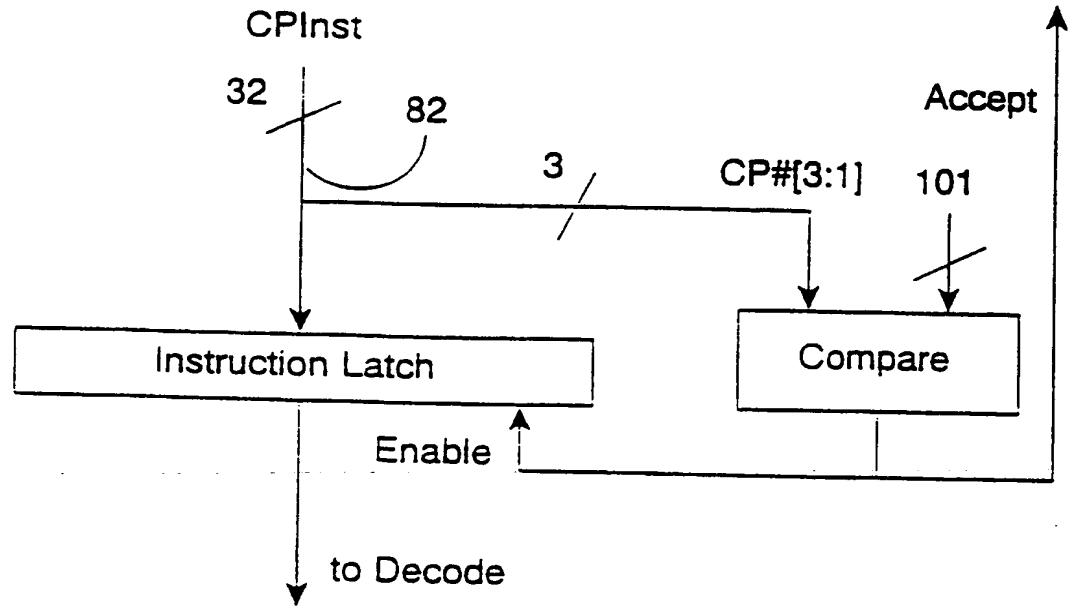 CPInst
32
82
Accept
3
CP#[3:1]
101
Instruction Latch
Compare
Enable
to Decode